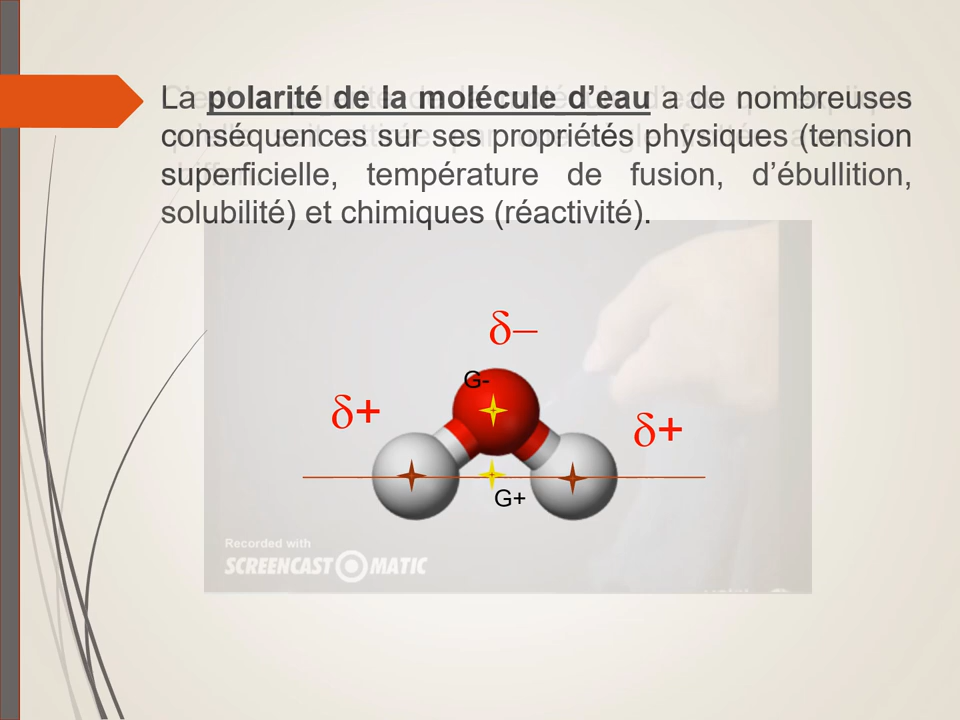 La polarité de la molécule d’eau a de nombreuses
conséquences sur ses propriétés physiques (tension
superficielle, température de fusion, d’ébullition,
solubilité) et chimiques (réactivité).
δ–
G-
δ+
δ+
G+
Recorded with
SCREENCAST MATIC